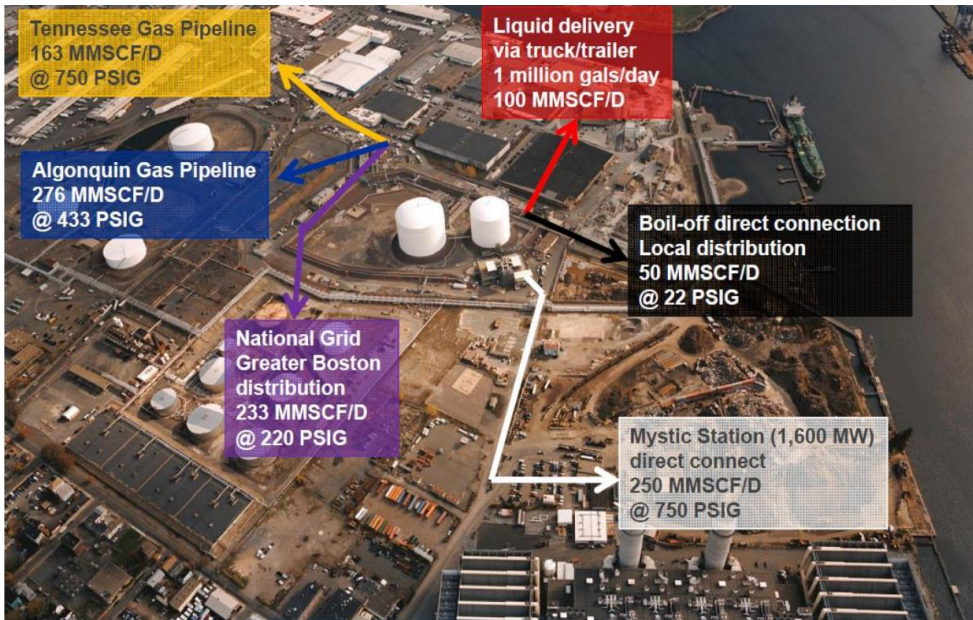 Tennessee Gas Pipeline
163 MMSCF/D
@ 750 PSIG
Liquid delivery
via truck/trailer
1 million gals/day
100 MMSCF/D
Algonquin Gas Pipeline
276 MMSCF/D
@ 433 PSIG
Boil-off direct connection
Local distribution
50 MMSCF/D
@ 22 PSIG
National Grid
Greater Boston
distribution
233 MMSCF/D
@ 220 PSIG
Mystic Station (1,600 MW)
direct connect
250 MMSCF/D
@ 750 PSIG